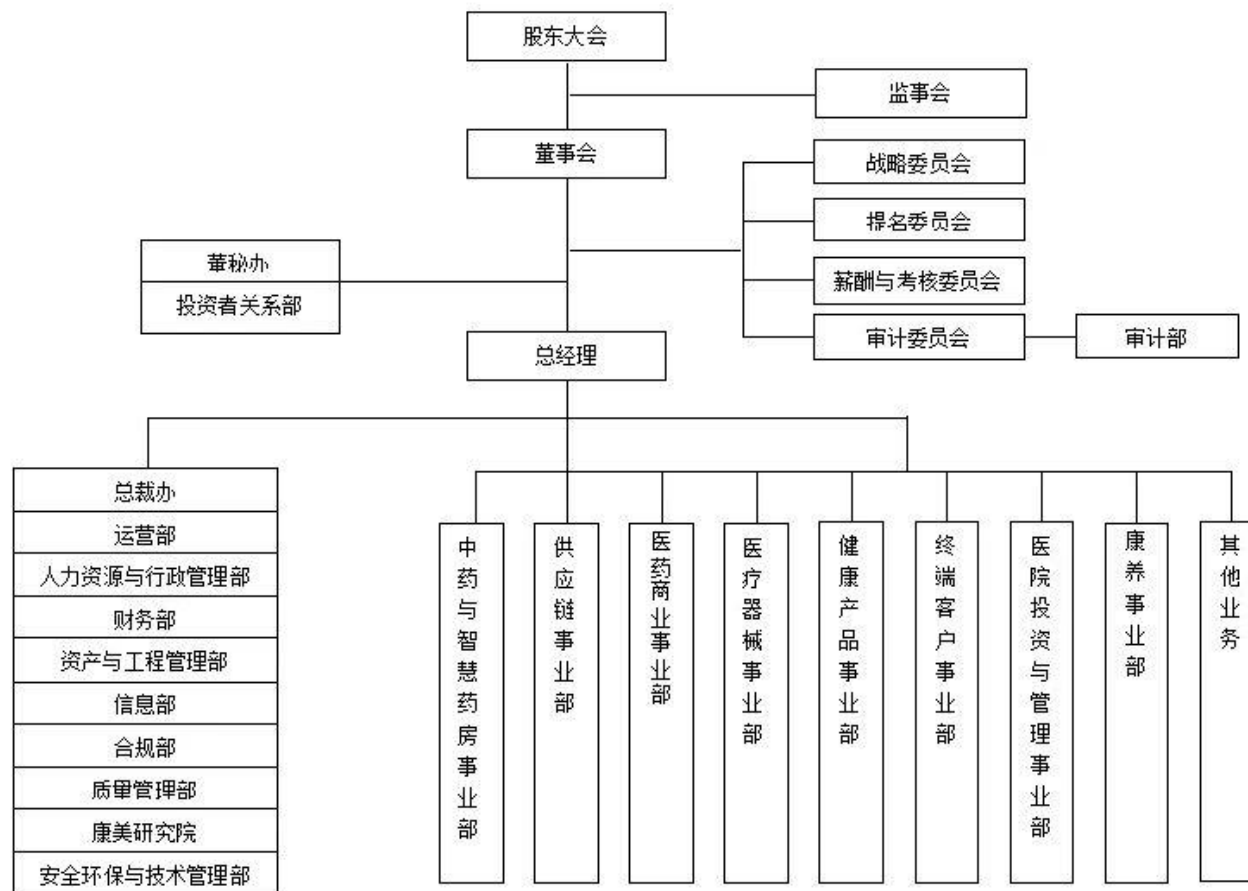 股东大会
监事会
董事会
战略委员会
提名委员会
董秘办
薪酬与考核委员会
投资者关系部
审计委员会
审计部
总经理
总裁办
运营部
人力资源与行政管理部
财务部
资产与工程管理部
信息部
合规部
质量管理部
康美研究院
安全环保与技术管理部
中药与智慧药房事业部
供应链事业部
医药商业事业部
医疗器械事业部
健康产品事业部
终端客户事业部
医院投资与管理事业部
康养事业部
其他业务